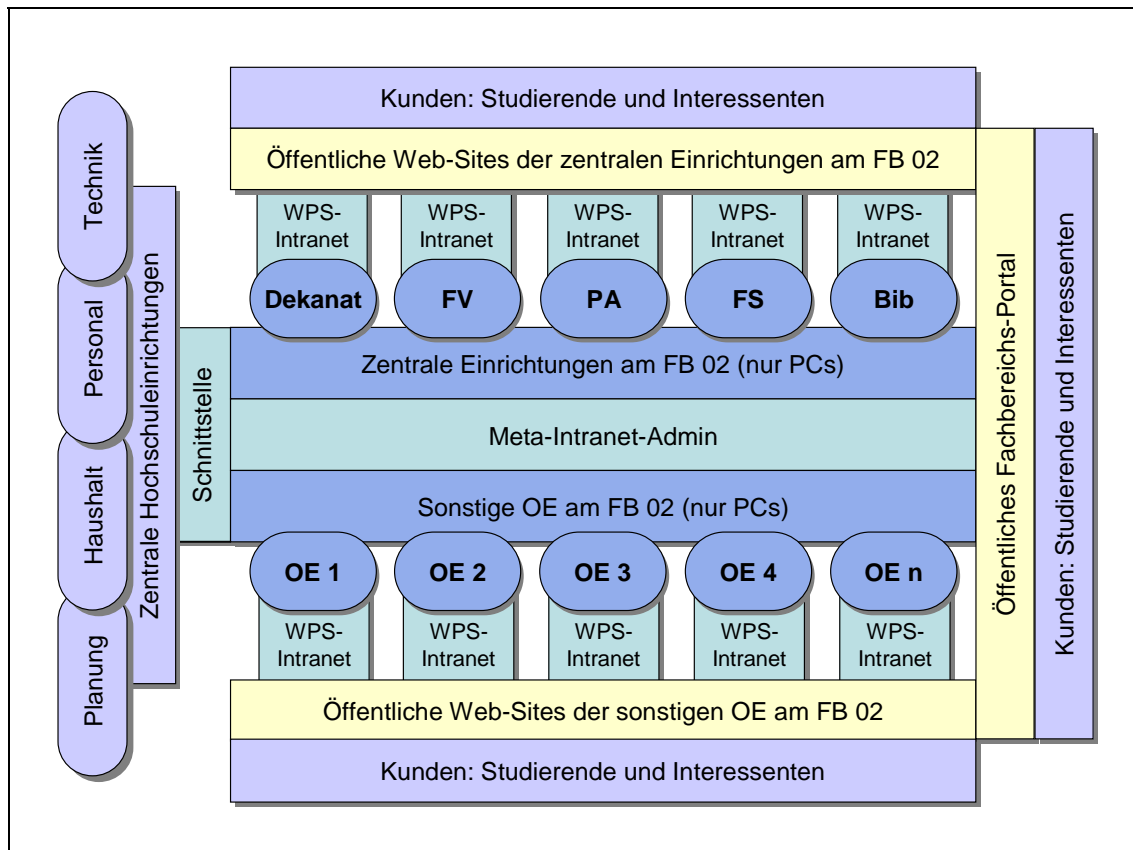 Kunden: Studierende und Interessenten
Öffentliche Web-Sites der zentralen Einrichtungen am FB 02
WPS-
Intranet
WPS-
Intranet
WPS-
Intranet
WPS-
Intranet
WPS-
Intranet
Dekanat
FV
PA
FS
Bib
Zentrale Einrichtungen am FB 02 (nur PCs)
Meta-Intranet-Admin
Sonstige OE am FB 02 (nur PCs)
OE 1
OE 2
OE 3
OE 4
OE n
WPS-
Intranet
WPS-
Intranet
WPS-
Intranet
WPS-
Intranet
WPS-
Intranet
Öffentliche Web-Sites der sonstigen OE am FB 02
Kunden: Studierende und Interessenten
Technik
Personal
Haushalt
Planung
Zentrale Hochschuleinrichtungen
Schnittstelle
Öffentliches Fachbereichs-Portal
Kunden: Studierende und Interessenten